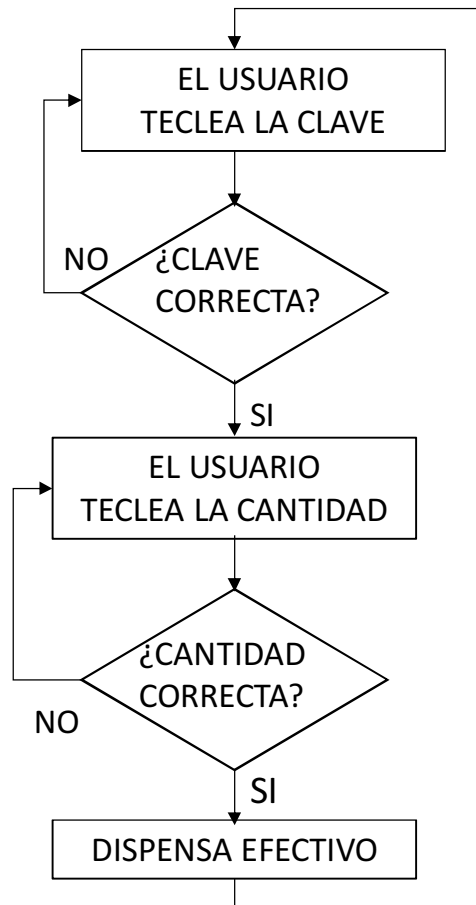 EL USUARIO
TECLEA LA CLAVE
NO
¿CLAVE
CORRECTA?
SI
EL USUARIO
TECLEA LA CANTIDAD
¿CANTIDAD
CORRECTA?
NO
SI
DISPENSA EFECTIVO